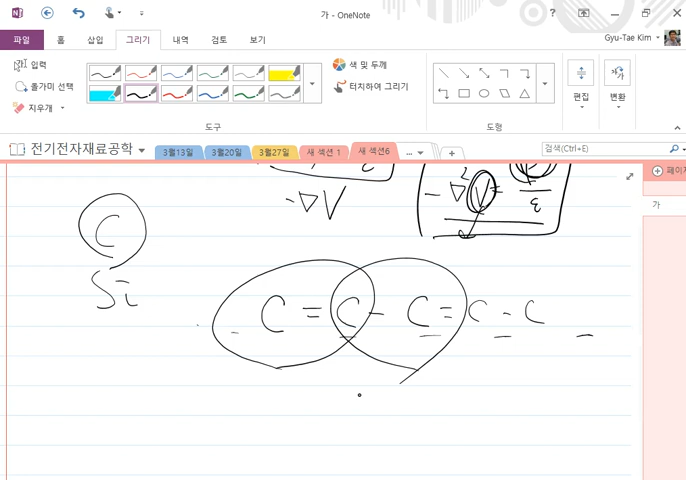 가 - OneNote
파일 홈 삽입 그리기 내역 검토 보기 Gyu-Tae Kim
입력
올가미 선택
지우개
색 및 두께
터치하여 그리기
편집 변환
도구 도형
전기전자재료공학 3월13일 3월20일 3월27일 새 섹션 1 새 섹션6 ... 검색(Ctrl+E)
페이지
가
- ∇²V = ε
- ∇V
C
Si
C = C - C = C - C